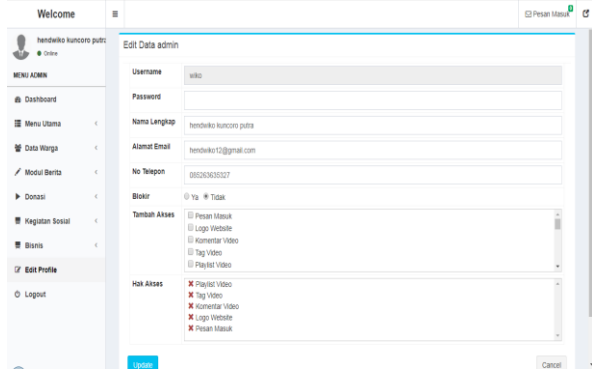 Welcome
Pesan Masuk
hendwiko kuncoro putra
Online
MENU ADMIN
Dashboard
Menu Utama
Data Warga
Modul Berita
Donasi
Kegiatan Sosial
Bisnis
Edit Profile
Logout
Edit Data admin
Username wiko
Password
Nama Lengkap hendwiko kuncoro putra
Alamat Email hendwiko12@gmail.com
No Telepon 085263635327
Blokir Ya Tidak
Tambah Akses Pesan Masuk
Logo Website
Komentar Video
Tag Video
Playlist Video
Hak Akses Playlist Video
Tag Video
Komentar Video
Logo Website
Pesan Masuk
Update Cancel